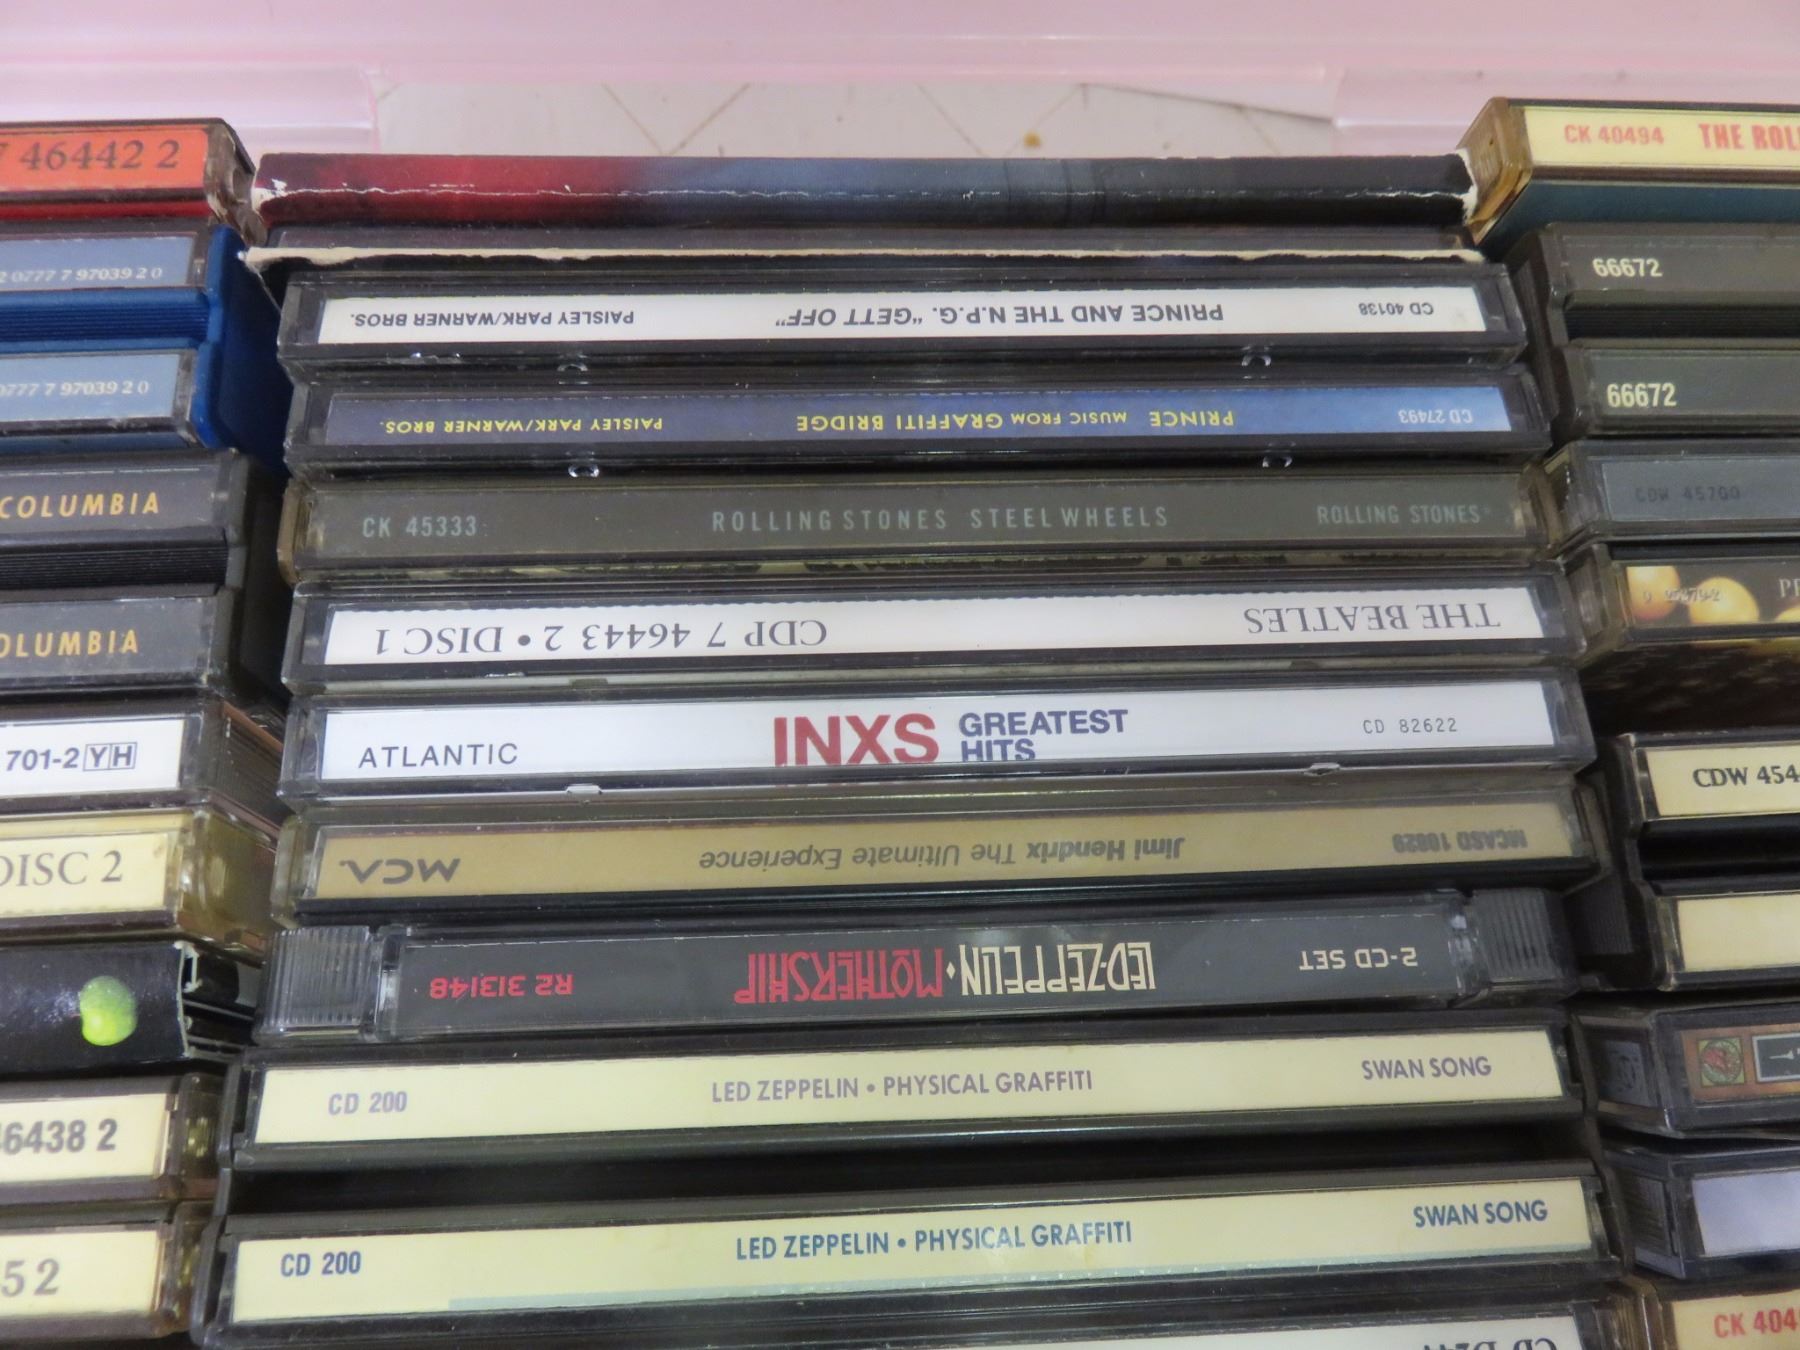 7 46442 2
0777 7 97039 2 0
0777 7 97039 2 0
COLUMBIA
OLUMBIA
701-2 YH
DISC 2
6438 2
5 2
CD 40138 PRINCE AND THE N.P.G. "GETT OFF" PAISLEY PARK/WARNER BROS.
CD 27493 PRINCE MUSIC FROM GRAFFITI BRIDGE PAISLEY PARK/WARNER BROS.
CK 45333 ROLLING STONES STEEL WHEELS ROLLING STONES
THE BEATLES CDP 7 46443 2 • DISC 1
ATLANTIC INXS GREATEST HITS CD 82622
MCASD 10829 Jimi Hendrix The Ultimate Experience MCA.
2-CD SET LED-ZEPPELIN • MOTHERSHIP R2 313148
CD 200 LED ZEPPELIN • PHYSICAL GRAFFITI SWAN SONG
CD 200 LED ZEPPELIN • PHYSICAL GRAFFITI SWAN SONG
CK 40494 THE ROL
66672
66672
CDW 45700
CDW 454
CK 404